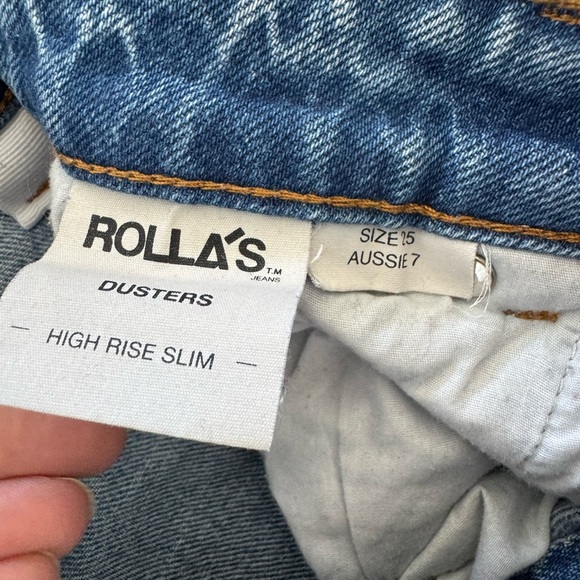 ROLLA'S
T.M
JEANS
DUSTERS
HIGH RISE SLIM
SIZE 25
AUSSIE 7